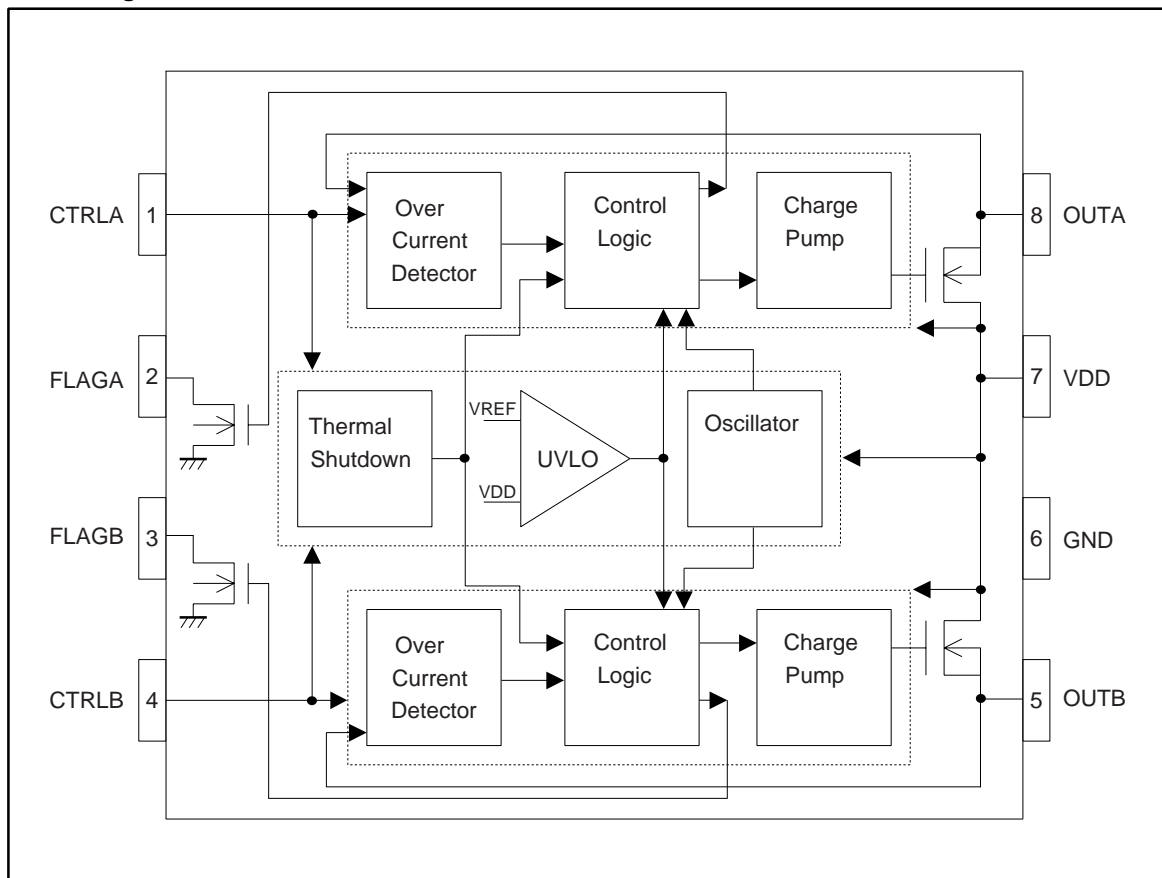 CTRLA
1
FLAGA
2
FLAGB
3
CTRLB
4
Over
Current
Detector
Control
Logic
Charge
Pump
8
OUTA
7
VDD
6
GND
5
OUTB
Thermal
Shutdown
VREF
VDD
UVLO
Oscillator
Over
Current
Detector
Control
Logic
Charge
Pump